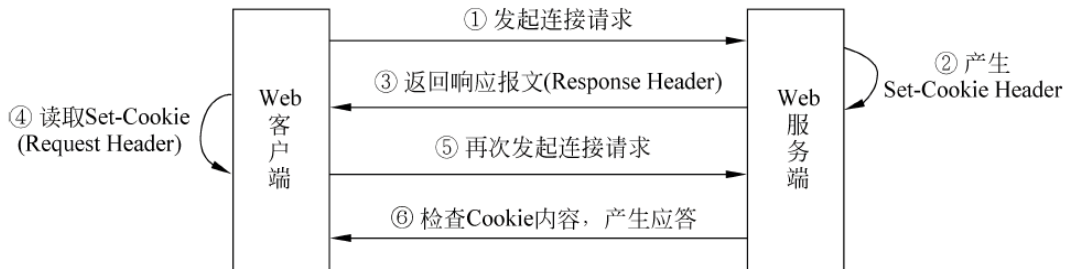 ① 发起连接请求
② 产生
Set-Cookie Header
③ 返回响应报文(Response Header)
Web
客
户
端
Web
服
务
端
④ 读取Set-Cookie
(Request Header)
⑤ 再次发起连接请求
⑥ 检查Cookie内容，产生应答